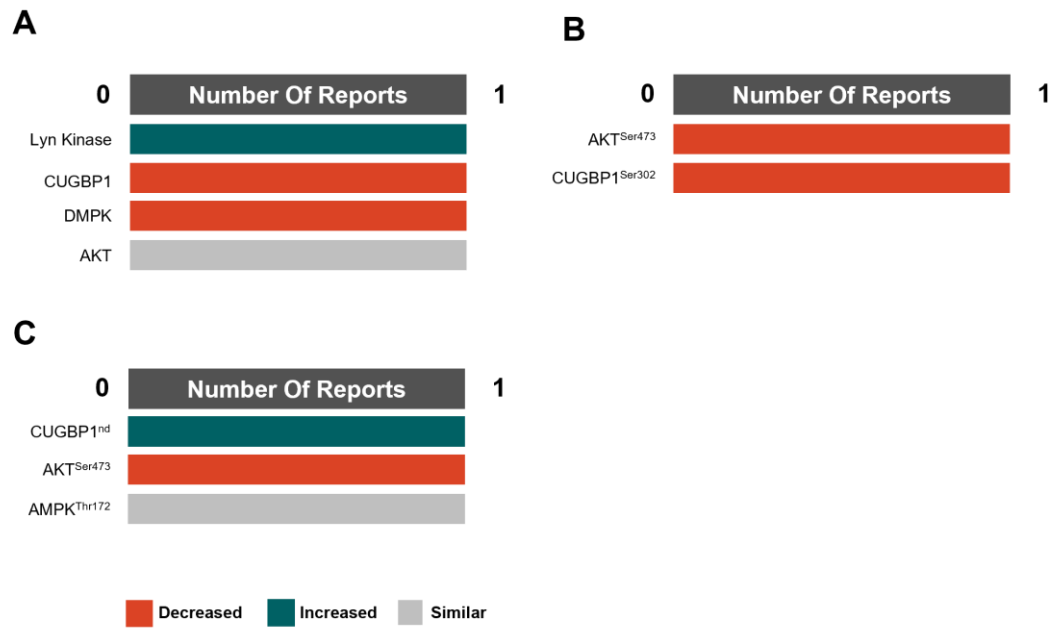 A
0 Number Of Reports 1
Lyn Kinase
CUGBP1
DMPK
AKT
B
0 Number Of Reports 1
AKTSer473
CUGBP1Ser302
C
0 Number Of Reports 1
CUGBP1nd
AKTSer473
AMPKThr172
Decreased Increased Similar